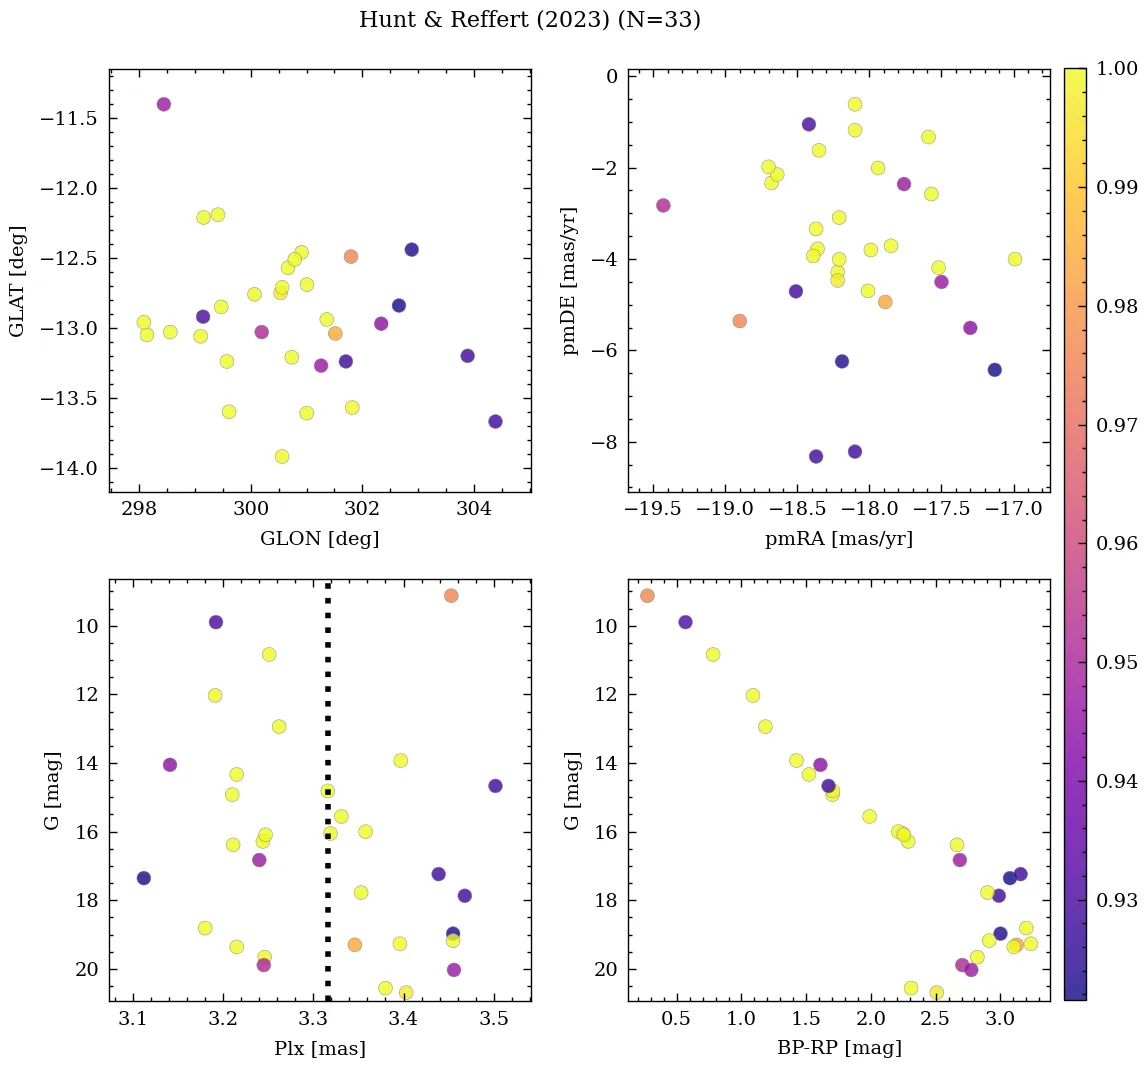 Hunt & Reffert (2023) (N=33)
−11.5
−12.0
−12.5
−13.0
−13.5
−14.0
GLAT [deg]
298 300 302 304
GLON [deg]
0
−2
−4
−6
−8
pmDE [mas/yr]
−19.5 −19.0 −18.5 −18.0 −17.5 −17.0
pmRA [mas/yr]
10
12
14
16
18
20
G [mag]
3.1 3.2 3.3 3.4 3.5
Plx [mas]
10
12
14
16
18
20
G [mag]
0.5 1.0 1.5 2.0 2.5 3.0
BP-RP [mag]
1.00
0.99
0.98
0.97
0.96
0.95
0.94
0.93